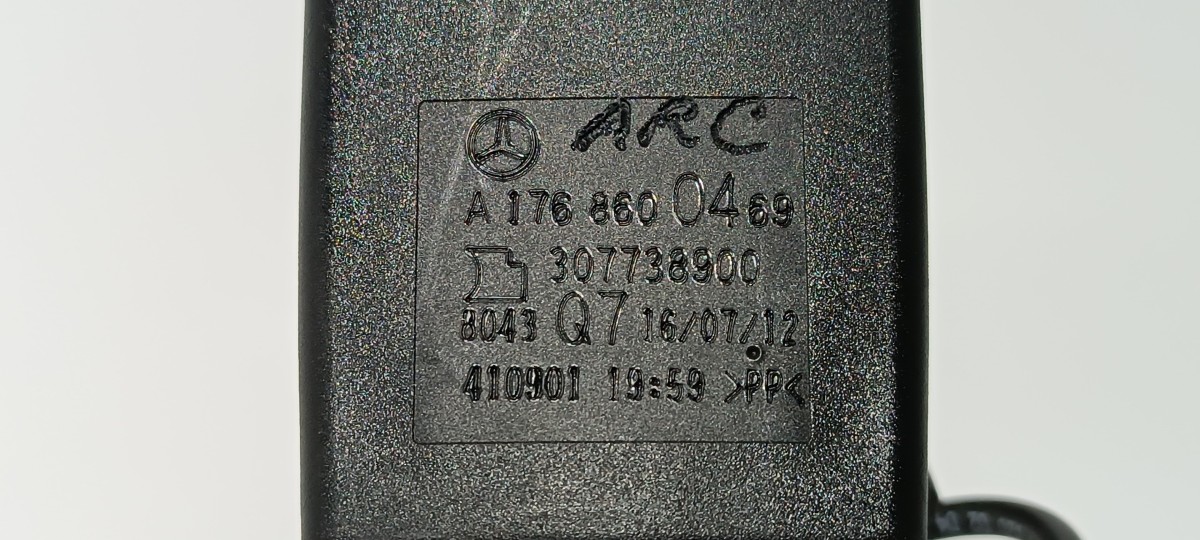 ARC
A 176 860 04 69
307738900
8043 Q7 16/07/12
410901 19:59 >PP<